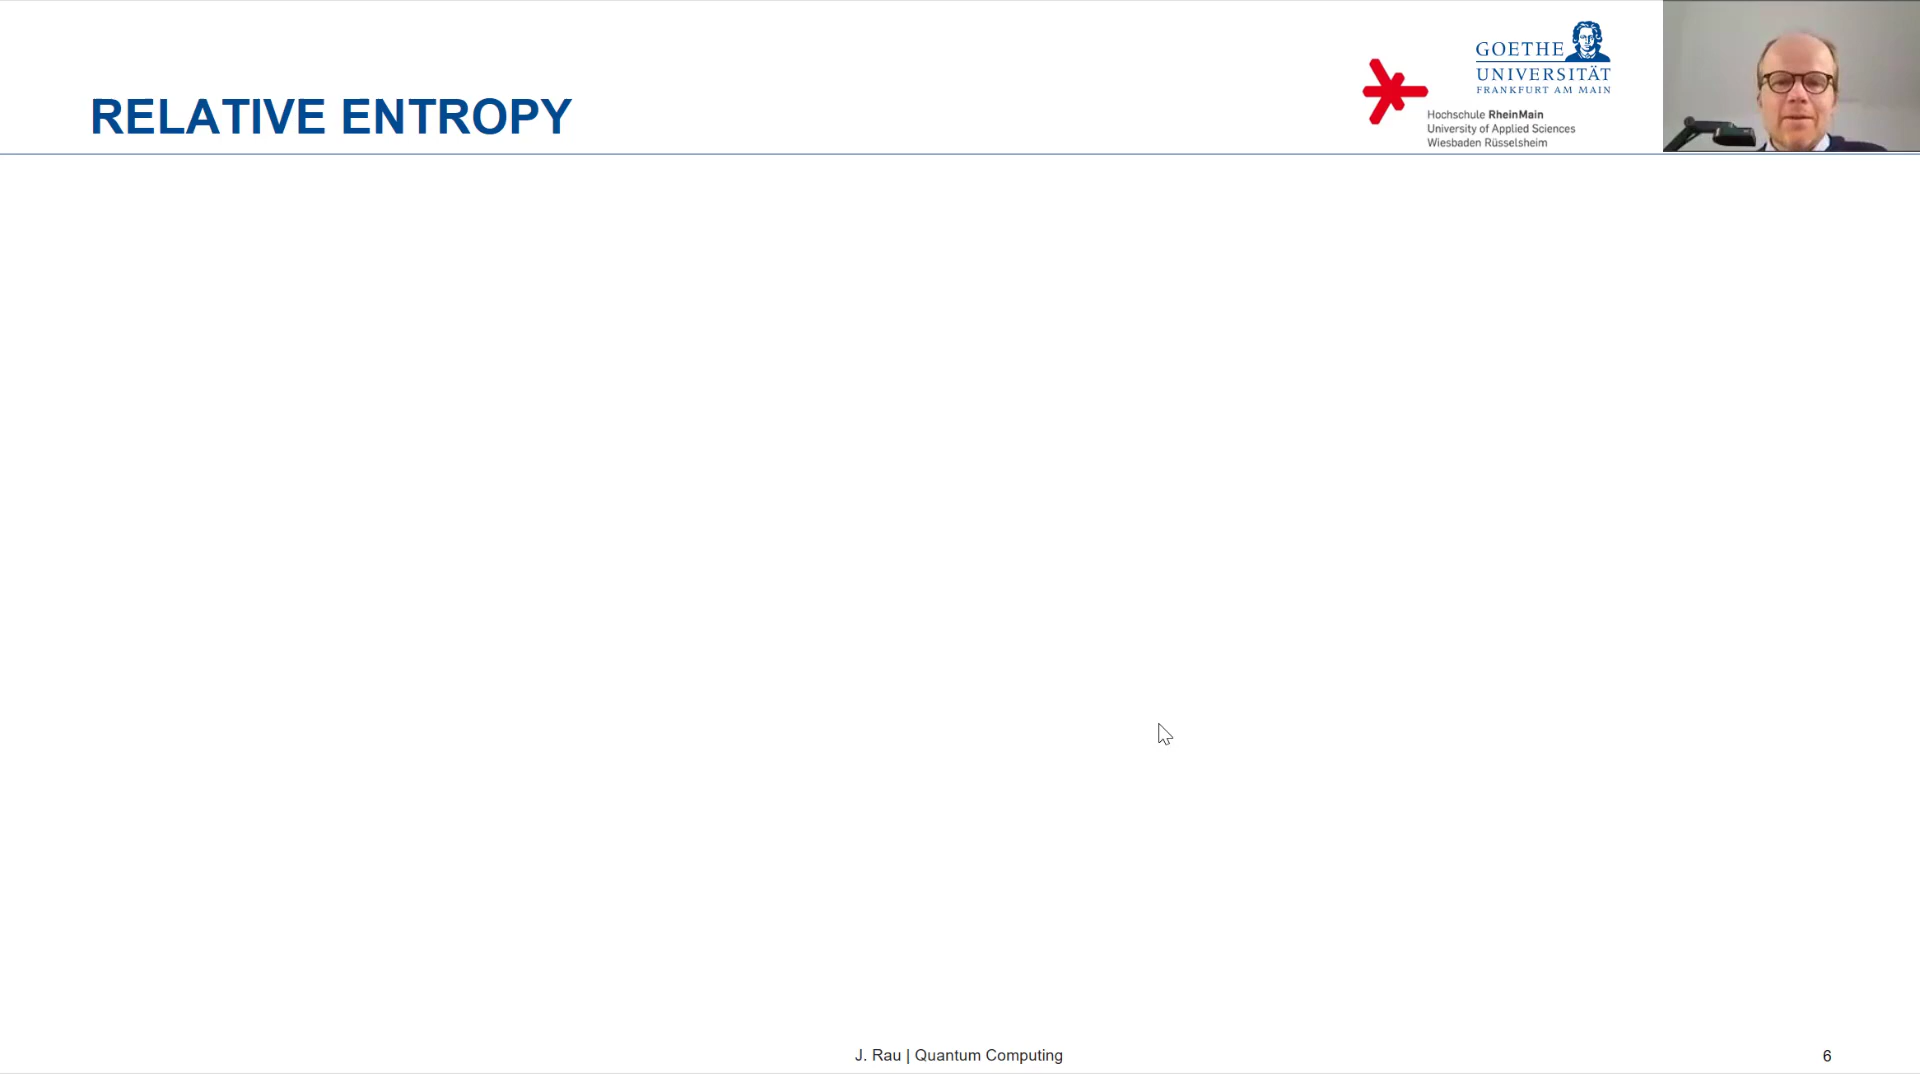 RELATIVE ENTROPY
GOETHE
UNIVERSITÄT
FRANKFURT AM MAIN
Hochschule RheinMain
University of Applied Sciences
Wiesbaden Rüsselsheim
J. Rau | Quantum Computing
6